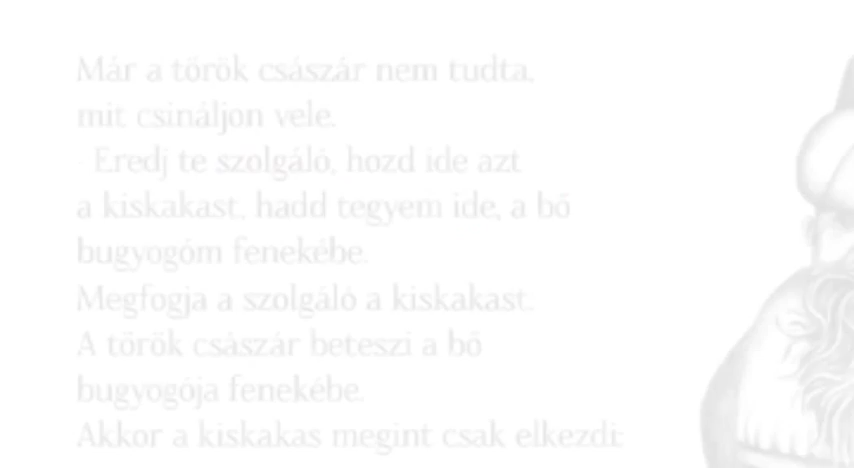 Már a török császár nem tudta,
mit csináljon vele.
Eredj te szolgáló, hozd ide azt
a kiskakast, hadd tegyem ide, a bő
bugyogóm fenekébe.
Megfogja a szolgáló a kiskakast.
A török császár beteszi a bő
bugyogója fenekébe.
Akkor a kiskakas megint csak elkezdi: